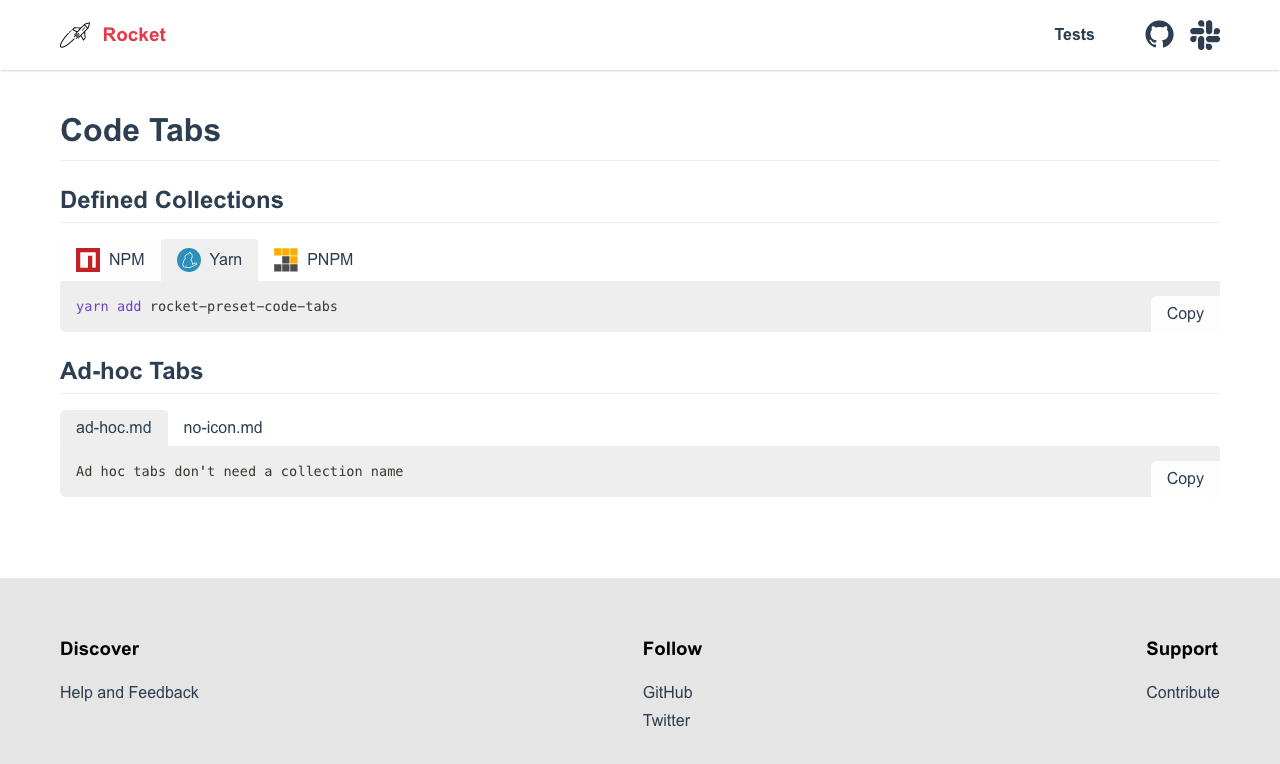 Rocket Tests
Code Tabs
Defined Collections
NPM Yarn PNPM
yarn add rocket-preset-code-tabs
Copy
Ad-hoc Tabs
ad-hoc.md no-icon.md
Ad hoc tabs don't need a collection name
Copy
Discover Follow Support
Help and Feedback GitHub Contribute
Twitter